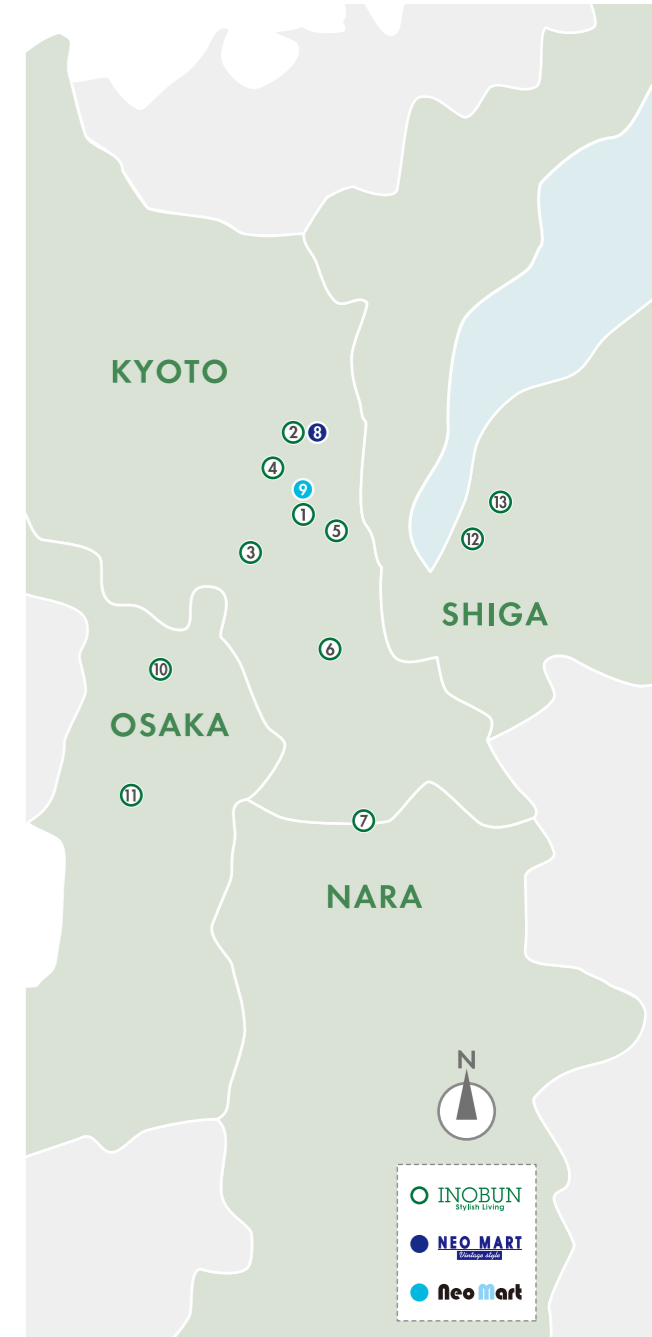 KYOTO
2 8
4
9
1
5
3
13
12
SHIGA
6
10
OSAKA
11
7
NARA
N
INOBUN
Stylish Living
NEO MART
Vintage style
Neo Mart